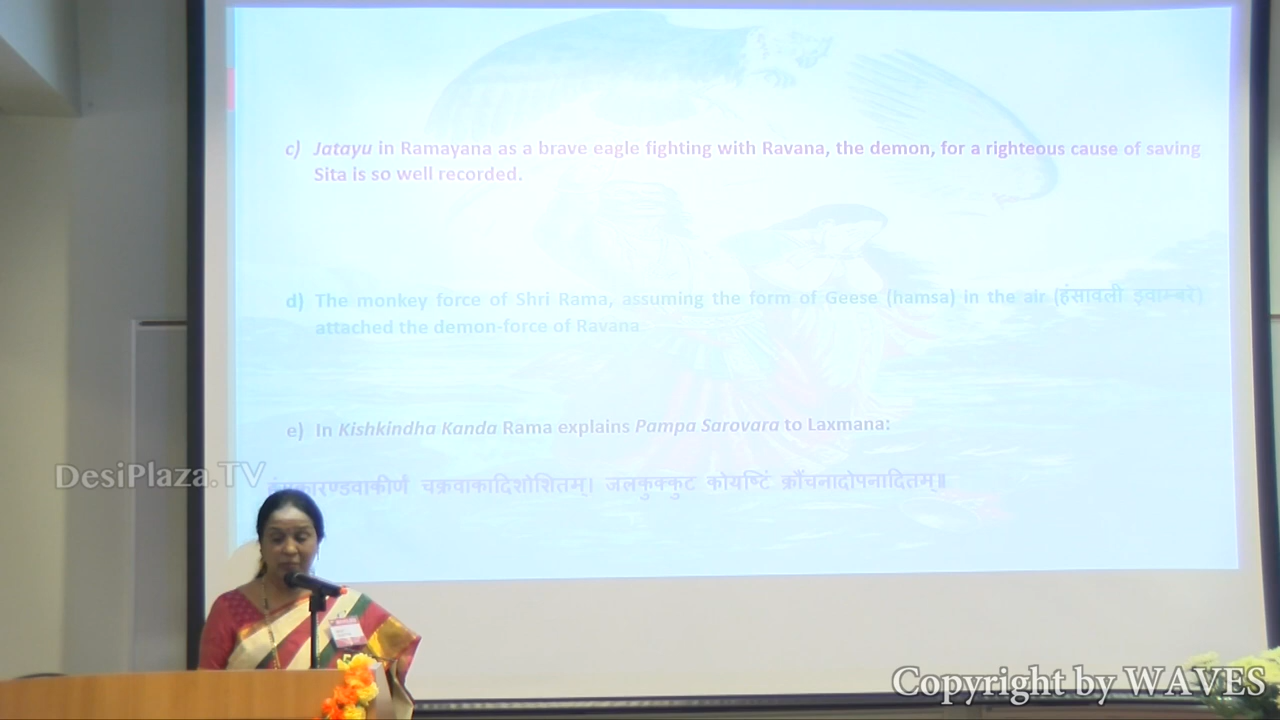 c) Jatayu in Ramayana as a brave eagle fighting with Ravana, the demon, for a righteous cause of saving
Sita is so well recorded.
d) The monkey force of Shri Rama, assuming the form of Geese (hamsa) in the air (हंसावली इवाम्बरे)
attached the demon-force of Ravana
e) In Kishkindha Kanda Rama explains Pampa Sarovara to Laxmana:
DesiPlaza.TV
चक्रवाकादिशोशितम्। जलकुक्कुट कोयष्टिं क्रौंचनादोपनादितम्॥
Copyright by WAVES